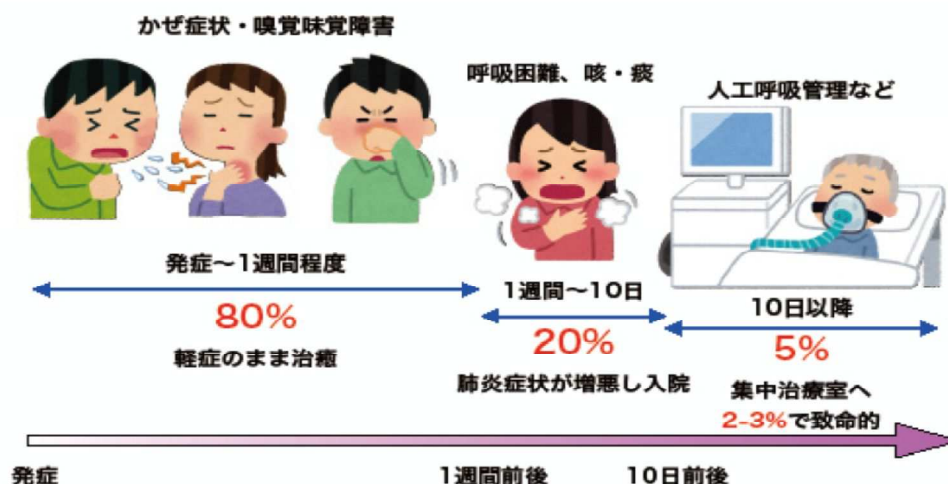 かぜ症状・嗅覚味覚障害
呼吸困難、咳・痰
人工呼吸管理など
発症～1週間程度
80%
軽症のまま治癒
1週間～10日
20%
肺炎症状が増悪し入院
10日以降
5%
集中治療室へ
2-3%で致命的
発症
1週間前後
10日前後